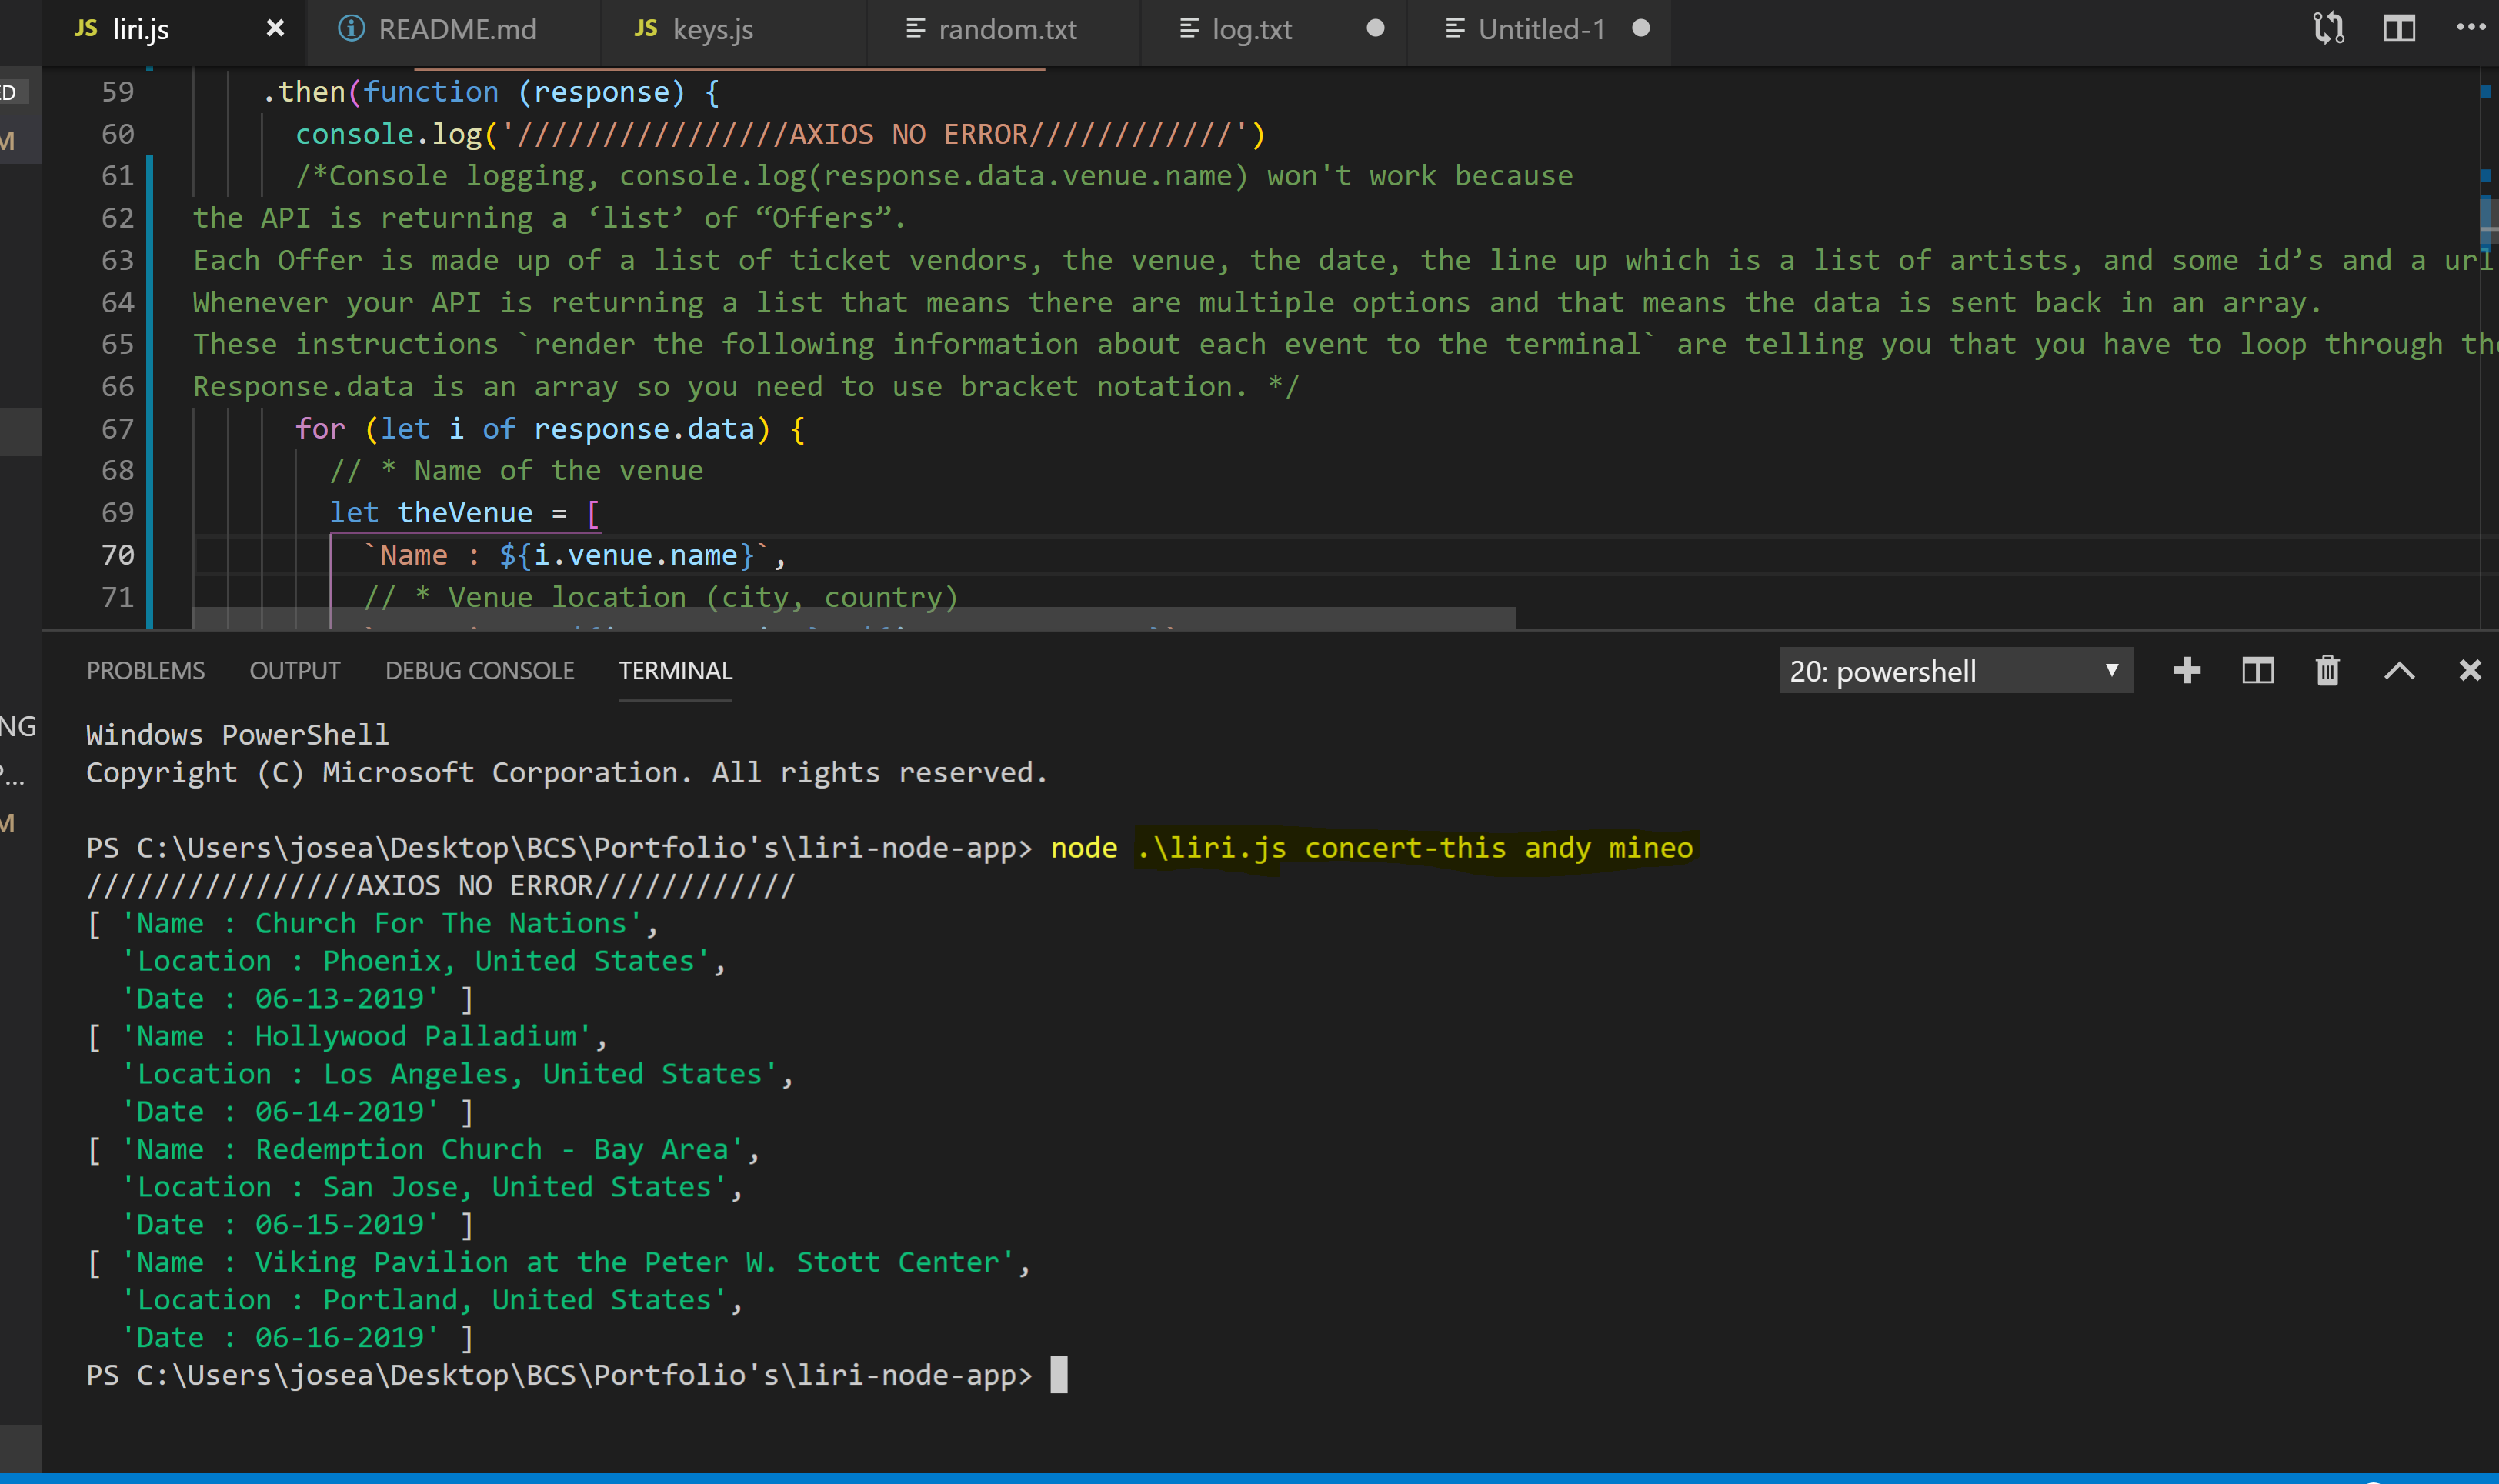 JS liri.js × README.md JS keys.js random.txt log.txt Untitled-1
59 .then(function (response) {
60 console.log('////////////////AXIOS NO ERROR////////////')
61 /*Console logging, console.log(response.data.venue.name) won't work because
62 the API is returning a ‘list’ of “Offers”.
63 Each Offer is made up of a list of ticket vendors, the venue, the date, the line up which is a list of artists, and some id’s and a url
64 Whenever your API is returning a list that means there are multiple options and that means the data is sent back in an array.
65 These instructions `render the following information about each event to the terminal` are telling you that you have to loop through
66 Response.data is an array so you need to use bracket notation. */
67 for (let i of response.data) {
68 // * Name of the venue
69 let theVenue = [
70 `Name : ${i.venue.name}`,
71 // * Venue location (city, country)
PROBLEMS OUTPUT DEBUG CONSOLE TERMINAL 20: powershell
Windows PowerShell
Copyright (C) Microsoft Corporation. All rights reserved.
PS C:\Users\josea\Desktop\BCS\Portfolio's\liri-node-app> node .\liri.js concert-this andy mineo
////////////////AXIOS NO ERROR////////////
[ 'Name : Church For The Nations',
'Location : Phoenix, United States',
'Date : 06-13-2019' ]
[ 'Name : Hollywood Palladium',
'Location : Los Angeles, United States',
'Date : 06-14-2019' ]
[ 'Name : Redemption Church - Bay Area',
'Location : San Jose, United States',
'Date : 06-15-2019' ]
[ 'Name : Viking Pavilion at the Peter W. Stott Center',
'Location : Portland, United States',
'Date : 06-16-2019' ]
PS C:\Users\josea\Desktop\BCS\Portfolio's\liri-node-app>